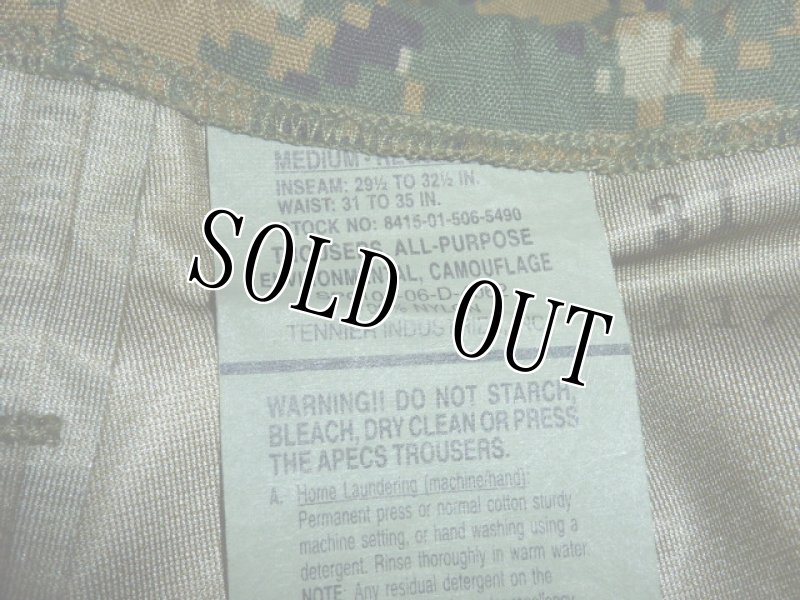 MEDIUM -
INSEAM: 29½ TO 32½ IN.
WAIST: 31 TO 35 IN.
STOCK NO: 8415-01-506-5490
TROUSERS, ALL-PURPOSE
ENVIRONMENTAL, CAMOUFLAGE
TENNIER
SOLD OUT
WARNING!! DO NOT STARCH,
BLEACH, DRY CLEAN OR PRESS
THE APECS TROUSERS.
A. Home Laundering (machine/hand):
Permanent press or normal cotton sturdy
machine setting, or hand washing using a
detergent. Rinse thoroughly in warm water.
NOTE: Any residual detergent on the